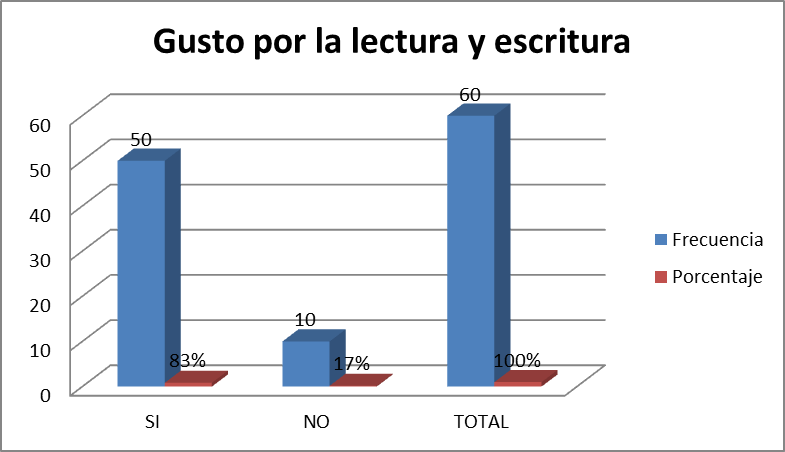 Gusto por la lectura y escritura
60
50
40
30
20
10
0
50
83%
10
17%
60
100%
SI
NO
TOTAL
Frecuencia
Porcentaje